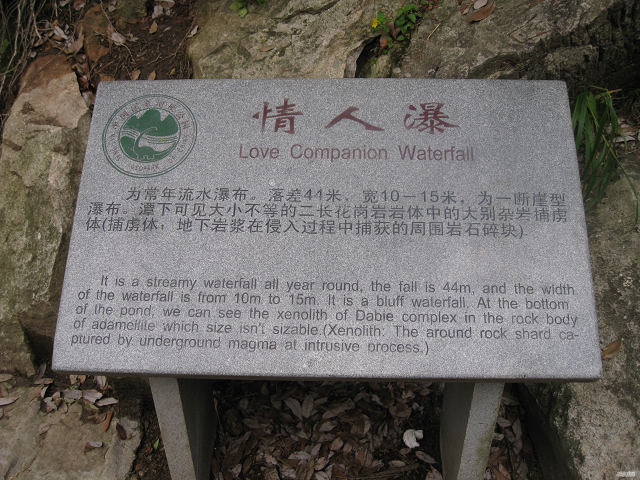 情人瀑
Love Companion Waterfall
为常年流水瀑布。落差44米，宽10－15米，为一断崖型
瀑布。潭下可见大小不等的二长花岗岩岩体中的大别杂岩捕虏
体(捕虏体：地下岩浆在侵入过程中捕获的周围岩石碎块)
It is a streamy waterfall all year round, the fall is 44m, and the width
of the waterfall is from 10m to 15m. It is a bluff waterfall. At the bottom
of the pond, we can see the xenolith of Dabie complex in the rock body
of adamellite which size isn't sizable.(Xenolith: The around rock shard ca-
ptured by underground magma at intrusive process.)